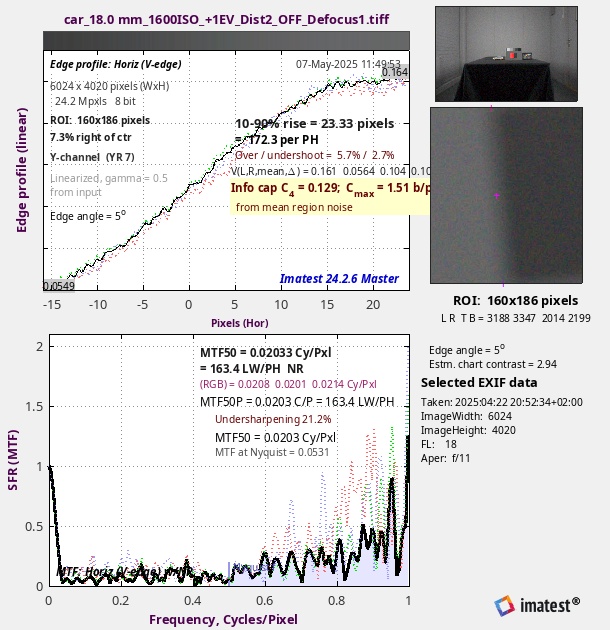 car_18.0 mm_1600ISO_+1EV_Dist2_OFF_Defocus1.tiff
Edge profile: Horiz (V-edge)
07-May-2025 11:49:53
0.164
6024 x 4020 pixels (WxH)
24.2 Mpxls   8 bit
ROI: 160x186 pixels
7.3% right of ctr
Y-channel  (YR 7)
Linearized, gamma = 0.5
from input
Edge angle = 5⁰
10-90% rise = 23.33 pixels
= 172.3 per PH
Over / undershoot =  5.7% /  2.7%
V(L,R,mean,Δ) = 0.161  0.0564  0.104  0.10
Info cap C4 = 0.129;  Cmax = 1.51 b/p
from mean region noise
0.0549
Imatest 24.2.6 Master
Edge profile (linear)
-15 -10 -5 0 5 10 15 20
Pixels (Hor)
ROI:  160x186 pixels
L R  T B = 3188 3347  2014 2199
Edge angle = 5⁰
Estm. chart contrast = 2.94
Selected EXIF data
Taken: 2025:04:22 20:52:34+02:00
ImageWidth:  6024
ImageHeight:  4020
FL:   18
Aper:  f/11
MTF50 = 0.02033 Cy/Pxl
= 163.4 LW/PH  NR
(RGB) = 0.0208  0.0201  0.0214 Cy/Pxl
MTF50P = 0.0203 C/P = 163.4 LW/PH
Undersharpening 21.2%
MTF50 = 0.0203 Cy/Pxl
MTF at Nyquist = 0.0531
SFR (MTF)
2
1.5
1
0.5
0
MTF: Horiz (V-edge)
0 0.2 0.4 0.6 0.8 1
Frequency, Cycles/Pixel
imatest®